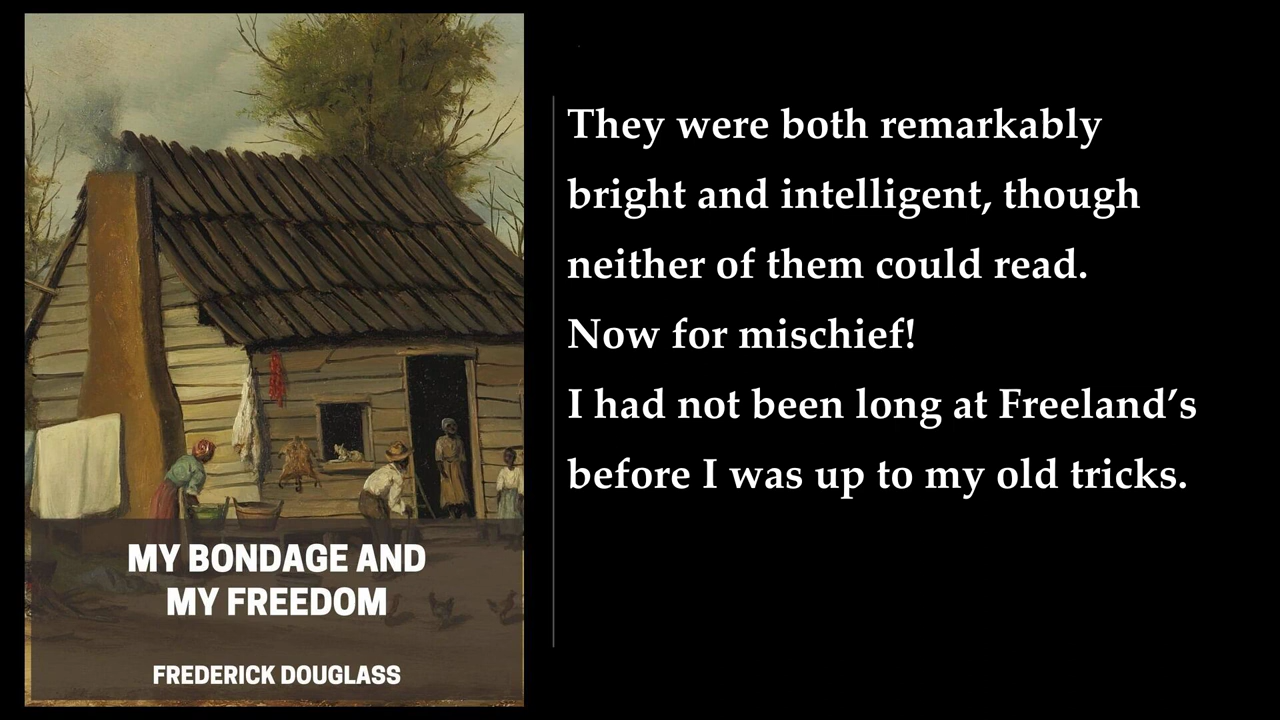 They were both remarkably
bright and intelligent, though
neither of them could read.
Now for mischief!
I had not been long at Freeland’s
before I was up to my old tricks.
MY BONDAGE AND
MY FREEDOM
FREDERICK DOUGLASS